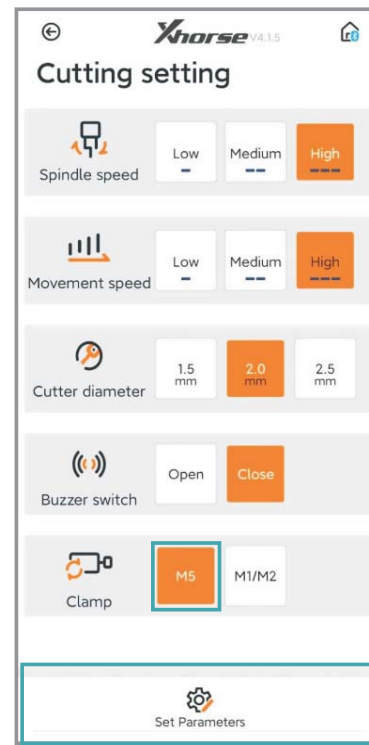 Xhorse V4.1.5
Cutting setting
Spindle speed
Low
Medium
High
Movement speed
Low
Medium
High
Cutter diameter
1.5
mm
2.0
mm
2.5
mm
Buzzer switch
Open
Close
Clamp
M5
M1/M2
Set Parameters